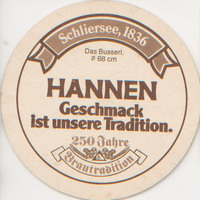 Schliersee, 1836
Das Busserl.
# 68 cm
HANNEN
Geschmack
ist unsere Tradition.
250 Jahre
Brautradition